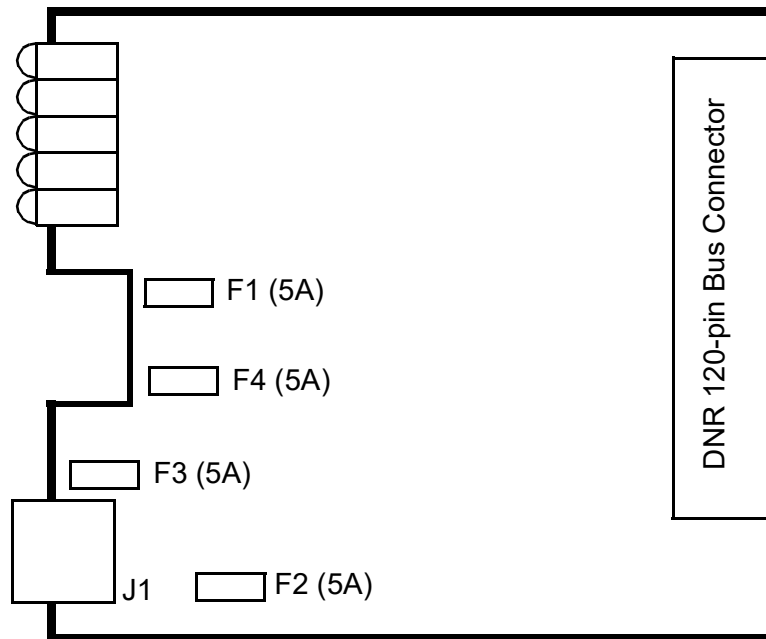 F1 (5A)
F4 (5A)
F3 (5A)
J1
F2 (5A)
DNR 120-pin Bus Connector